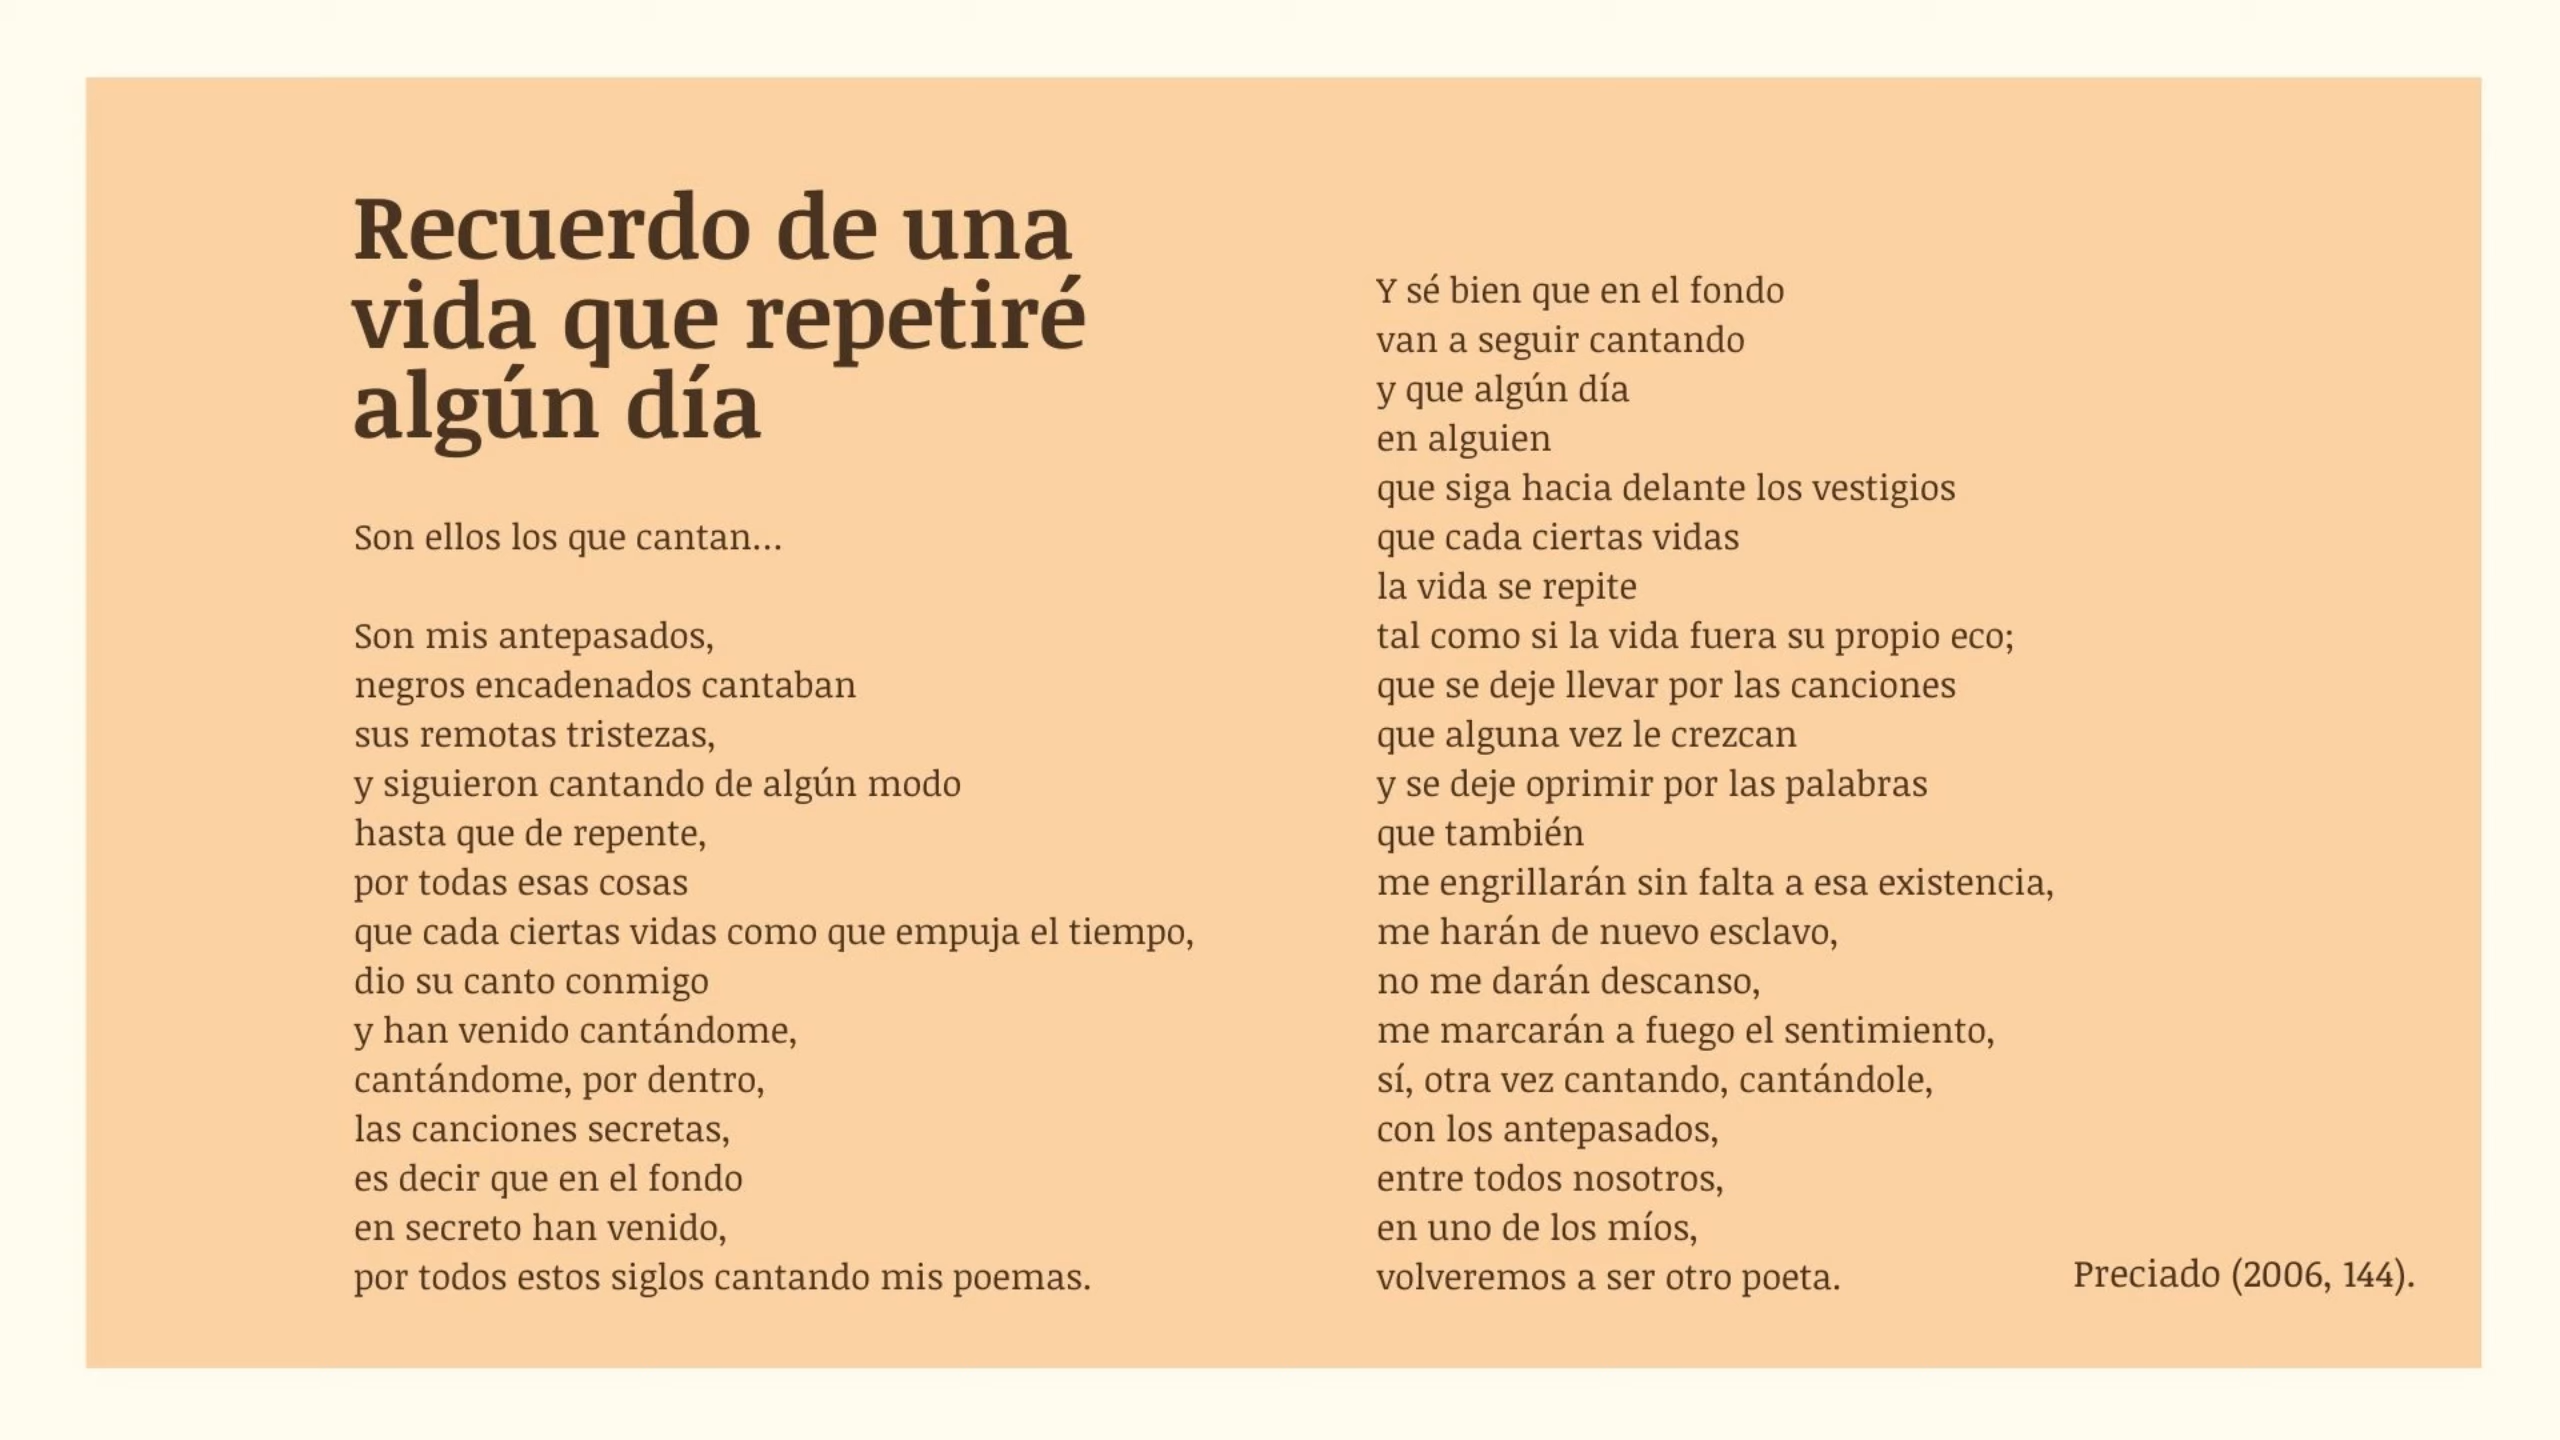 Recuerdo de una
vida que repetiré
algún día
Son ellos los que cantan...
Son mis antepasados,
negros encadenados cantaban
sus remotas tristezas,
y siguieron cantando de algún modo
hasta que de repente,
por todas esas cosas
que cada ciertas vidas como que empuja el tiempo,
dio su canto conmigo
y han venido cantándome,
cantándome, por dentro,
las canciones secretas,
es decir que en el fondo
en secreto han venido,
por todos estos siglos cantando mis poemas.
Y sé bien que en el fondo
van a seguir cantando
y que algún día
en alguien
que siga hacia delante los vestigios
que cada ciertas vidas
la vida se repite
tal como si la vida fuera su propio eco;
que se deje llevar por las canciones
que alguna vez le crezcan
y se deje oprimir por las palabras
que también
me engrillarán sin falta a esa existencia,
me harán de nuevo esclavo,
no me darán descanso,
me marcarán a fuego el sentimiento,
sí, otra vez cantando, cantándole,
con los antepasados,
entre todos nosotros,
en uno de los míos,
volveremos a ser otro poeta.
Preciado (2006, 144).